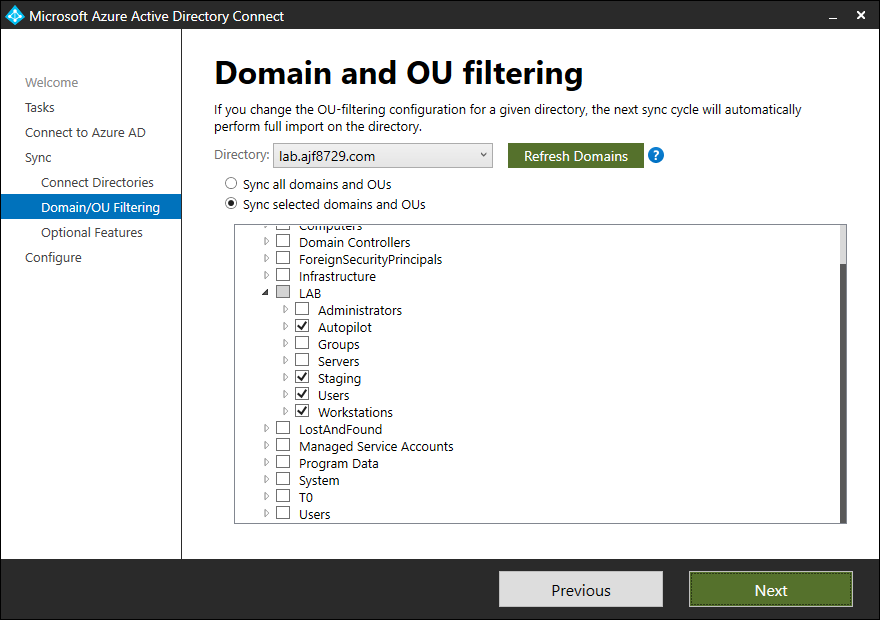 Microsoft Azure Active Directory Connect
Welcome
Tasks
Connect to Azure AD
Sync
Connect Directories
Domain/OU Filtering
Optional Features
Configure
Domain and OU filtering
If you change the OU-filtering configuration for a given directory, the next sync cycle will automatically
perform full import on the directory.
Directory: lab.ajf8729.com Refresh Domains ?
Sync all domains and OUs
Sync selected domains and OUs
Computers
Domain Controllers
ForeignSecurityPrincipals
Infrastructure
LAB
Administrators
Autopilot
Groups
Servers
Staging
Users
Workstations
LostAndFound
Managed Service Accounts
Program Data
System
T0
Users
Previous Next